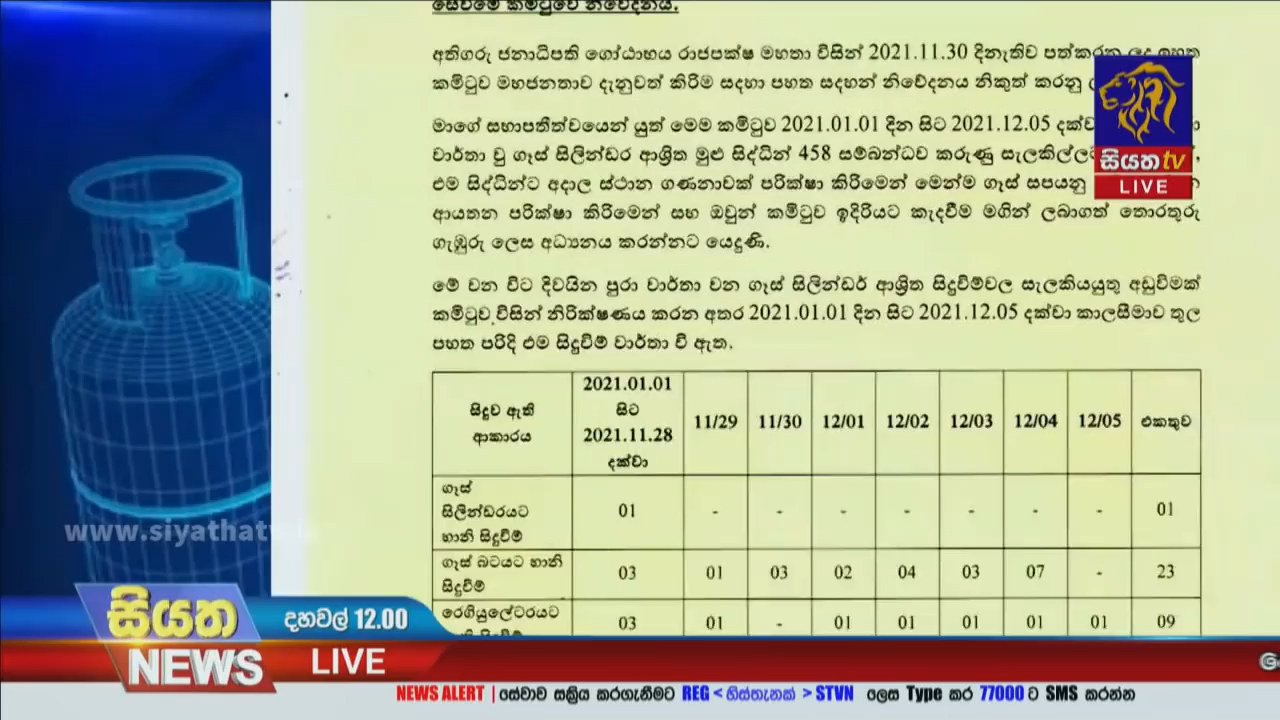 සෙවීමේ කමිටුවේ නිවේදනය.
අතිගරු ජනාධිපති ගෝඨාභය රාජපක්ෂ මහතා විසින් 2021.11.30 දිනැතිව පත්කරන ලද ඉහත
කමිටුව මහජනතාව දැනුවත් කිරීම සදහා පහත සදහන් නිවේදනය නිකුත් කරනු
මාගේ සභාපතීත්වයෙන් යුත් මෙම කමිටුව 2021.01.01 දින සිට 2021.12.05 දක්වා
වාර්තා වු ගෑස් සිලින්ඩර ආශ්‍රිත මුළු සිද්ධීන් 458 සම්බන්ධව කරුණු
එම සිද්ධීන්ට අදාල ස්ථාන ගණනාවක් පරීක්ෂා කිරීමෙන් මෙන්ම ගෑස් සපයනු
ආයතන පරීක්ෂා කිරීමෙන් සහ ඔවුන් කමිටුව ඉදිරියට කැදවීම මගින් ලබාගත් තොරතුරු
ගැඹුරු ලෙස අධ්‍යනය කරන්නට යෙදුණි.
මේ වන විට දිවයින පුරා වාර්තා වන ගෑස් සිලින්ඩර් ආශ්‍රිත සිදුවීම්වල සැලකියයුතු අඩුවීමක්
කමිටුව විසින් නිරීක්ෂණය කරන අතර 2021.01.01 දින සිට 2021.12.05 දක්වා කාලසීමාව තුල
පහත පරිදි එම සිදුවීම් වාර්තා වී ඇත.
සිදුව ඇති ආකාරය 2021.01.01 සිට 2021.11.28 දක්වා 11/29 11/30 12/01 12/02 12/03 12/04 12/05 එකතුව
ගෑස් සිලින්ඩරයට හානි සිදුවීම් 01 - - - - - - - 01
ගෑස් බටයට හානි සිදුවීම් 03 01 03 02 04 03 07 - 23
රෙගියුලේටරයට 03 01 - 01 01 01 01 01 09
සියත tv
LIVE
www.siyathatv.
සියත
NEWS
දහවල් 12.00
LIVE
NEWS ALERT | සේවාව සක්‍රිය කරගැනීමට REG < හිස්තැනක් > STVN ලෙස Type කර 77000 ට SMS කරන්න